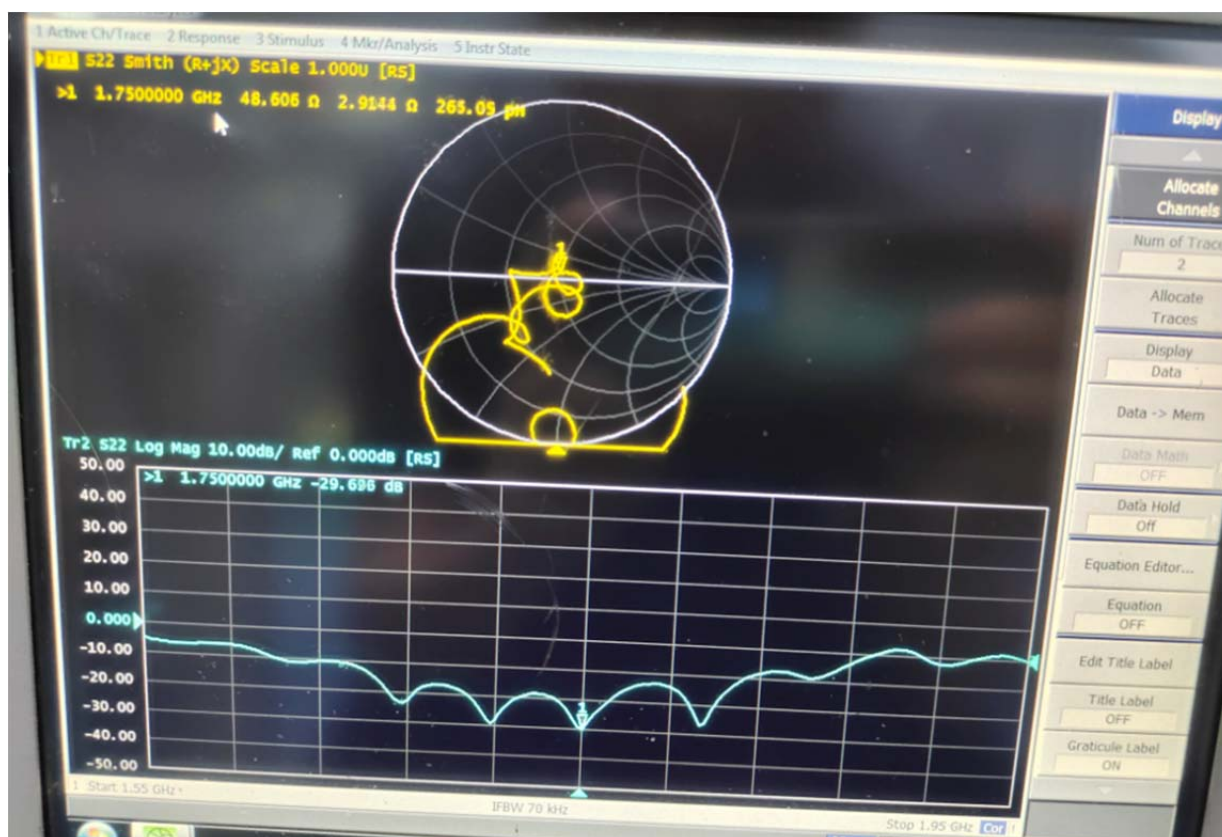 1 Active Ch/Trace 2 Response 3 Stimulus 4 Mkr/Analysis 5 Instr State
Tr1 S22 Smith (R+jX) Scale 1.000U [RS]
>1 1.7500000 GHz 48.606 Ω 2.9144 Ω 265.05 pH
1
Tr2 S22 Log Mag 10.00dB/ Ref 0.000dB [RS]
>1 1.7500000 GHz -29.696 dB
50.00
40.00
30.00
20.00
10.00
0.000
-10.00
-20.00
-30.00
-40.00
-50.00
1
1 Start 1.55 GHz
IFBW 70 kHz
Stop 1.95 GHz Cor
Display
Allocate
Channels
Num of Trace
2
Allocate
Traces
Display
Data
Data -> Mem
Data Math
OFF
Data Hold
Off
Equation Editor...
Equation
OFF
Edit Title Label
Title Label
OFF
Graticule Label
ON